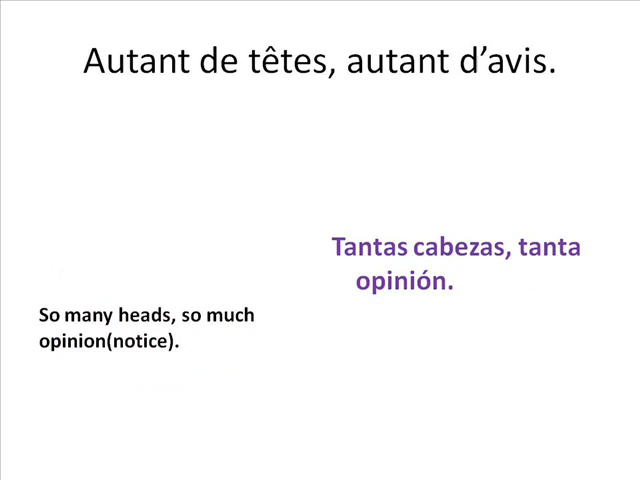 Autant de têtes, autant d’avis.
Tantas cabezas, tanta
opinión.
So many heads, so much
opinion(notice).